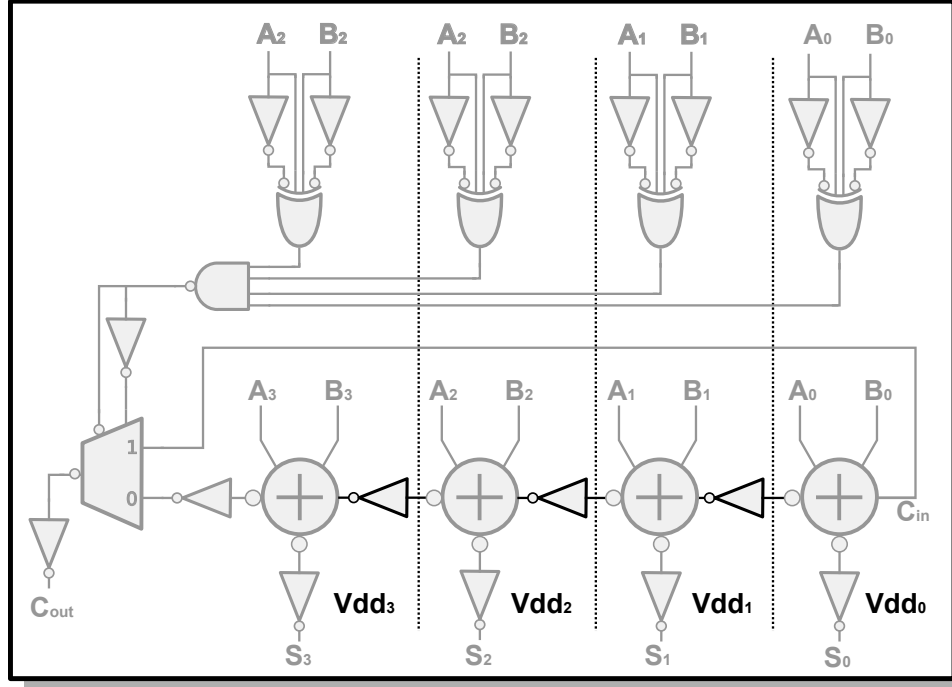 A2 B2 A2 B2 A1 B1 A0 B0
1
A3 B3 A2 B2 A1 B1 A0 B0
0
Cin
Cout
Vdd3 Vdd2 Vdd1 Vdd0
S3 S2 S1 S0